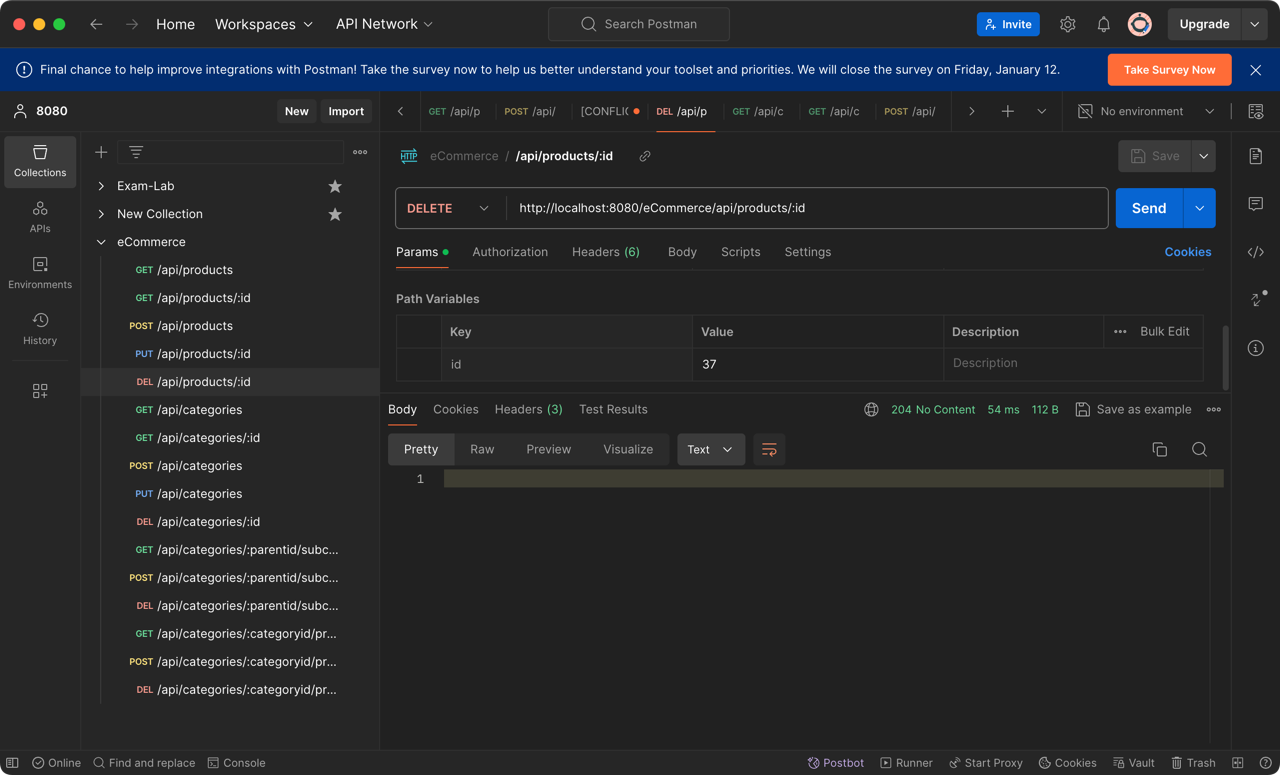 Home Workspaces API Network Search Postman Invite Upgrade
Final chance to help improve integrations with Postman! Take the survey now to help us better understand your toolset and priorities. We will close the survey on Friday, January 12. Take Survey Now
8080 New Import
GET /api/p POST /api/ [CONFLIC DEL /api/p GET /api/c GET /api/c POST /api/ No environment
Collections
APIs
Environments
History
Exam-Lab
New Collection
eCommerce
GET /api/products
GET /api/products/:id
POST /api/products
PUT /api/products/:id
DEL /api/products/:id
GET /api/categories
GET /api/categories/:id
POST /api/categories
PUT /api/categories
DEL /api/categories/:id
GET /api/categories/:parentid/subc...
POST /api/categories/:parentid/subc...
DEL /api/categories/:parentid/subc...
GET /api/categories/:categoryid/pr...
POST /api/categories/:categoryid/pr...
DEL /api/categories/:categoryid/pr...
HTTP eCommerce / /api/products/:id Save
DELETE http://localhost:8080/eCommerce/api/products/:id Send
Params Authorization Headers (6) Body Scripts Settings Cookies
Path Variables
Key Value Description Bulk Edit
id 37 Description
Body Cookies Headers (3) Test Results 204 No Content 54 ms 112 B Save as example
Pretty Raw Preview Visualize Text
1
Online Find and replace Console Postbot Runner Start Proxy Cookies Vault Trash